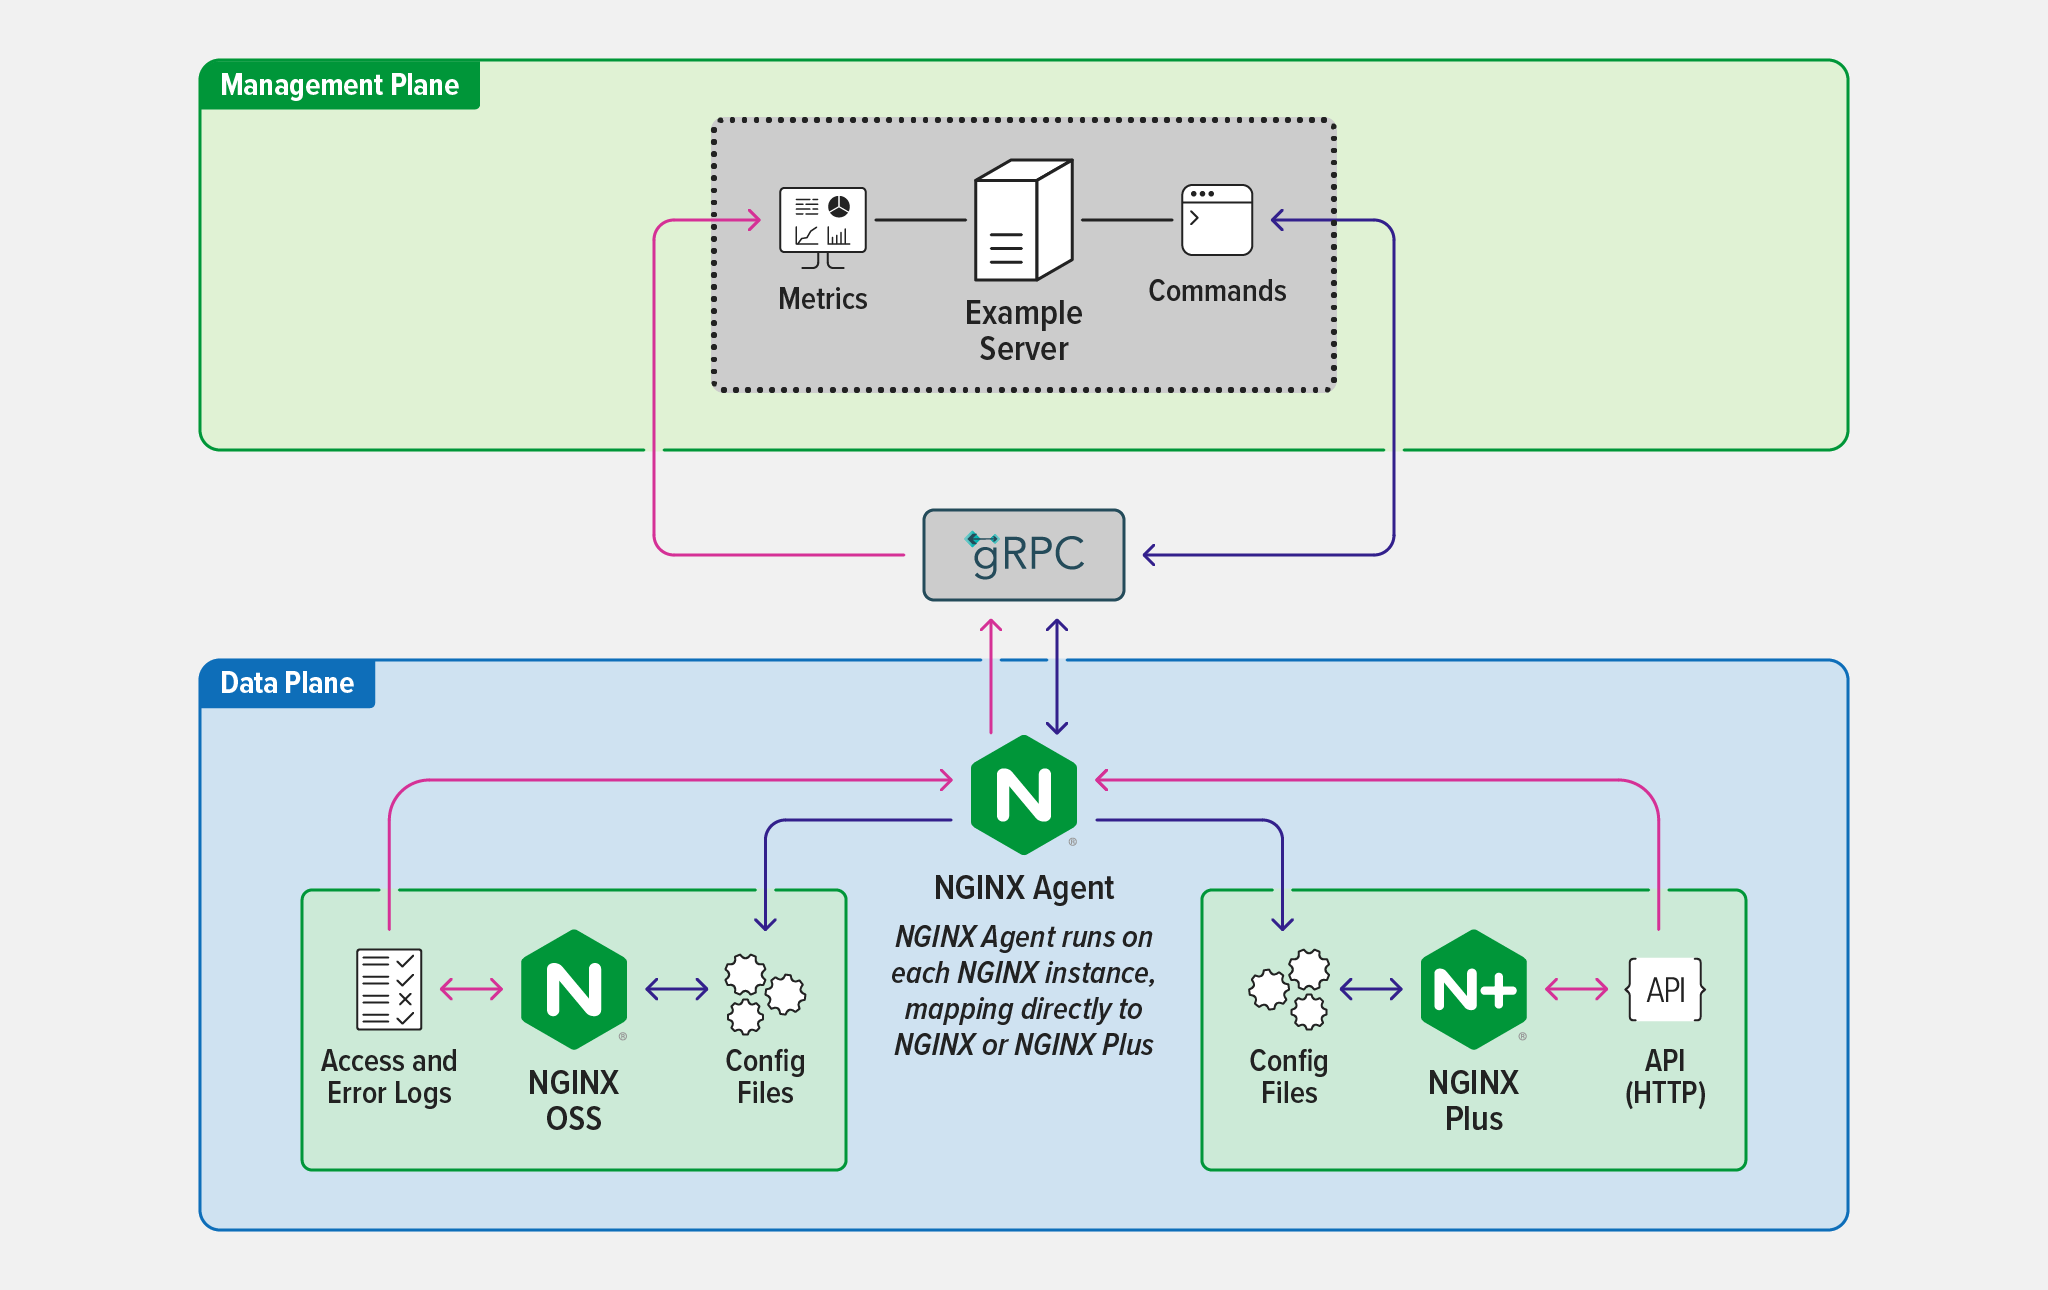 Management Plane
Metrics
Example
Server
Commands
gRPC
Data Plane
N
®
NGINX Agent
NGINX Agent runs on
each NGINX instance,
mapping directly to
NGINX or NGINX Plus
N
®
Access and
Error Logs
NGINX
OSS
Config
Files
Config
Files
N+
®
NGINX
Plus
{API}
API
(HTTP)